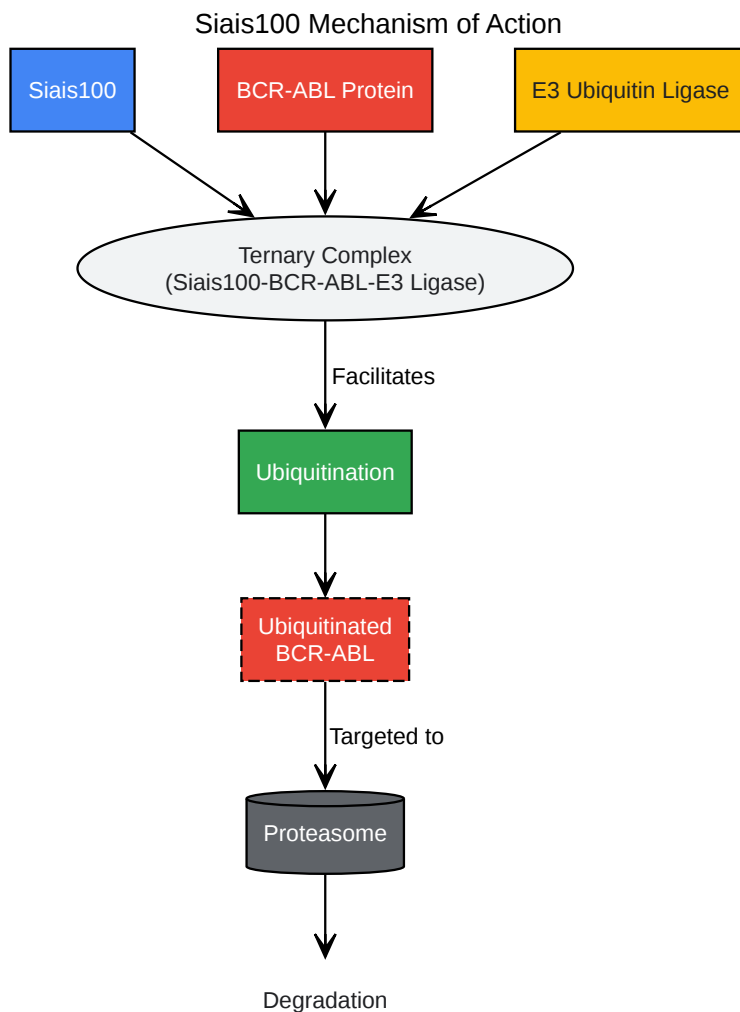 Siais100 Mechanism of Action
Siais100
BCR-ABL Protein
E3 Ubiquitin Ligase
Ternary Complex
(Siais100-BCR-ABL-E3 Ligase)
Facilitates
Ubiquitination
Ubiquitinated
BCR-ABL
Targeted to
Proteasome
Degradation